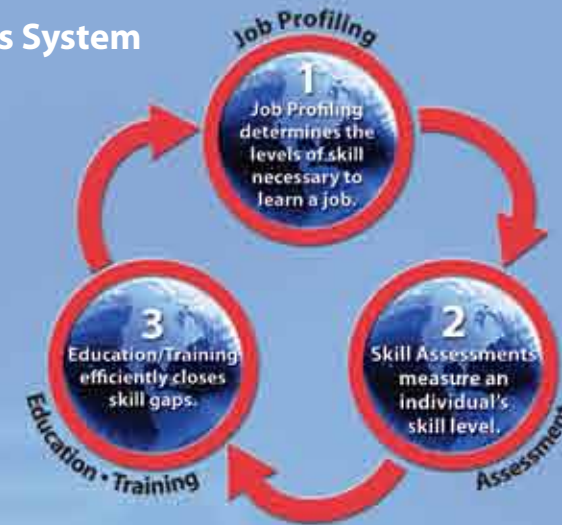 s System
Job Profiling
1
Job Profiling
determines the
levels of skill
necessary to
learn a job.
2
Skill Assessments
measure an
individual's
skill level.
Assessment
3
Education/Training
efficiently closes
skill gaps.
Education • Training